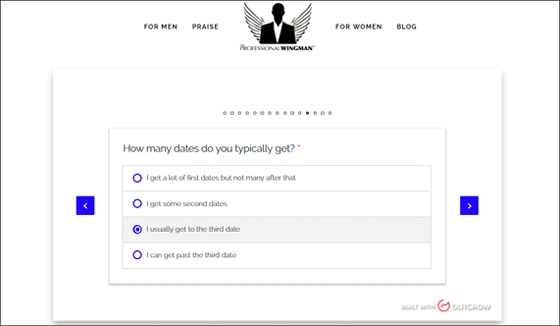 FOR MEN PRAISE FOR WOMEN BLOG
THE PROFESSIONALWINGMAN
How many dates do you typically get? *
I get a lot of first dates but not many after that
I get some second dates
I usually get to the third date
I can get past the third date
BUILT WITH OUTGROW